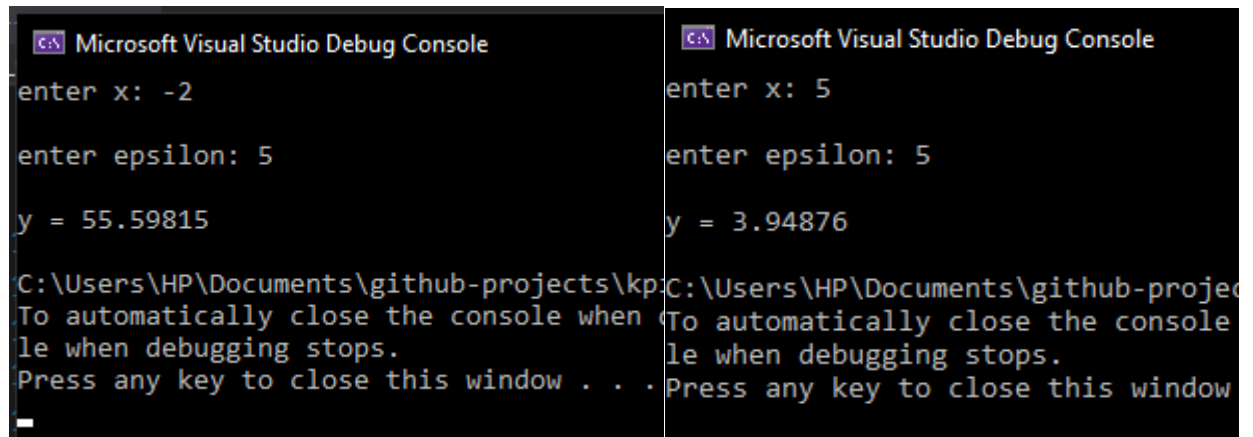 Microsoft Visual Studio Debug Console
enter x: -2
enter epsilon: 5
y = 55.59815
C:\Users\HP\Documents\github-projects\kp
To automatically close the console when
le when debugging stops.
Press any key to close this window . . .
Microsoft Visual Studio Debug Console
enter x: 5
enter epsilon: 5
y = 3.94876
C:\Users\HP\Documents\github-projec
To automatically close the console
le when debugging stops.
Press any key to close this window